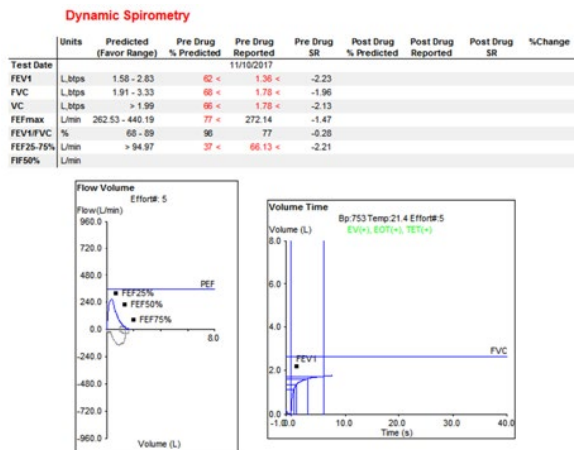 Dynamic Spirometry
Units Predicted (Favor Range) Pre Drug % Predicted Pre Drug Reported Pre Drug SR Post Drug % Predicted Post Drug Reported Post Drug SR %Change
Test Date 11/10/2017
FEV1 L,btps 1.58 - 2.83 62 < 1.36 < -2.23
FVC L,btps 1.91 - 3.33 68 < 1.78 < -1.96
VC L,btps > 1.99 66 < 1.78 < -2.13
FEFmax L/min 262.53 - 440.19 77 < 272.14 -1.47
FEV1/FVC % 68 - 89 98 77 -0.28
FEF25-75% L/min > 94.97 37 < 66.13 < -2.21
FIF50% L/min
Flow Volume
Effort#: 5
Flow(L/min)
960.0
720.0
480.0
PEF
FEF25%
240.0
FEF50%
FEF75%
0.0
8.0
-240.0
-480.0
-720.0
-960.0
Volume (L)
Volume Time
Bp:753 Temp:21.4 Effort#:5
Volume (L) EV(+), EOT(+), TET(+)
8.0
6.0
4.0
FVC
FEV1
2.0
0.0
-1.0 0.0 10.0 20.0 30.0 40.0
Time (s)